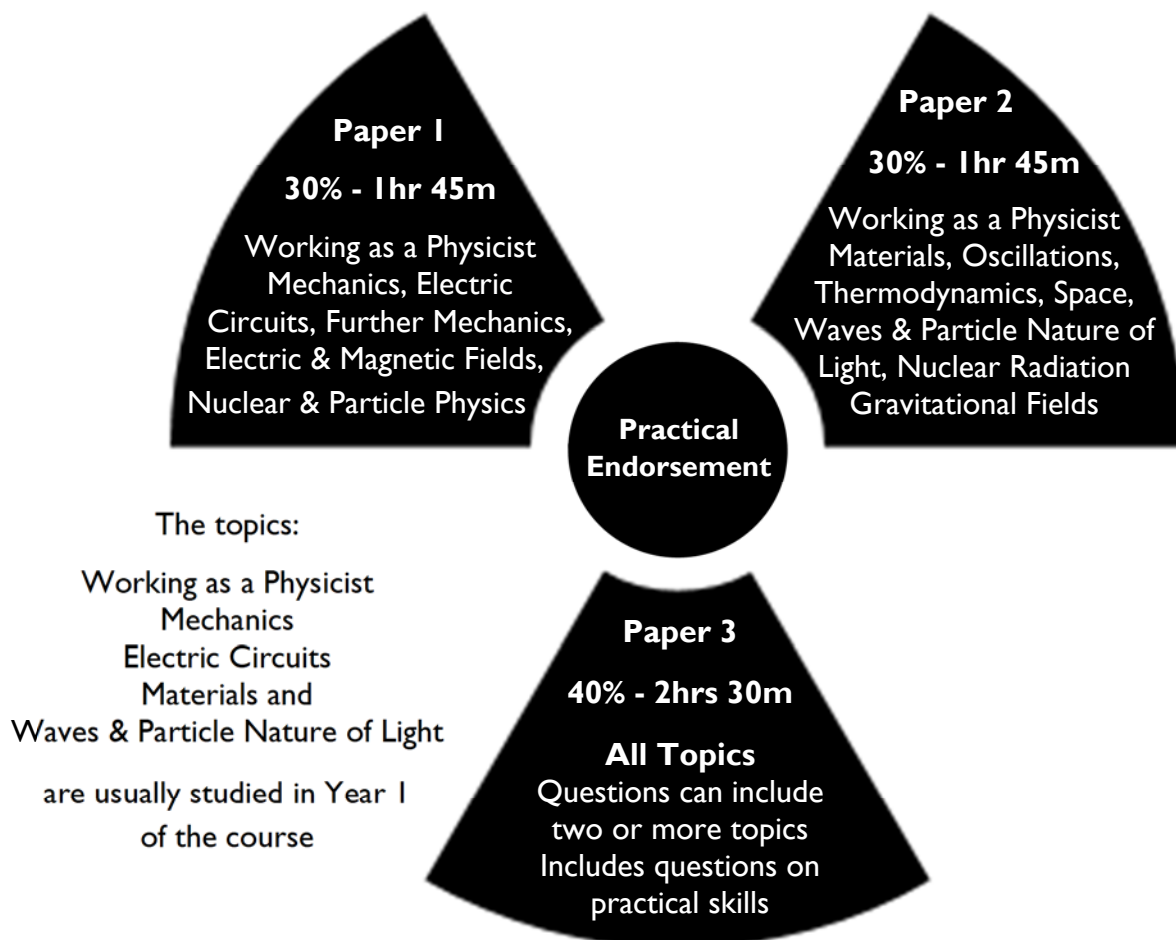 Paper 1
30% - 1hr 45m
Working as a Physicist
Mechanics, Electric
Circuits, Further Mechanics,
Electric & Magnetic Fields,
Nuclear & Particle Physics
Paper 2
30% - 1hr 45m
Working as a Physicist
Materials, Oscillations,
Thermodynamics, Space,
Waves & Particle Nature of
Light, Nuclear Radiation
Gravitational Fields
Practical
Endorsement
The topics:
Working as a Physicist
Mechanics
Electric Circuits
Materials and
Waves & Particle Nature of Light
are usually studied in Year 1
of the course
Paper 3
40% - 2hrs 30m
All Topics
Questions can include
two or more topics
Includes questions on
practical skills